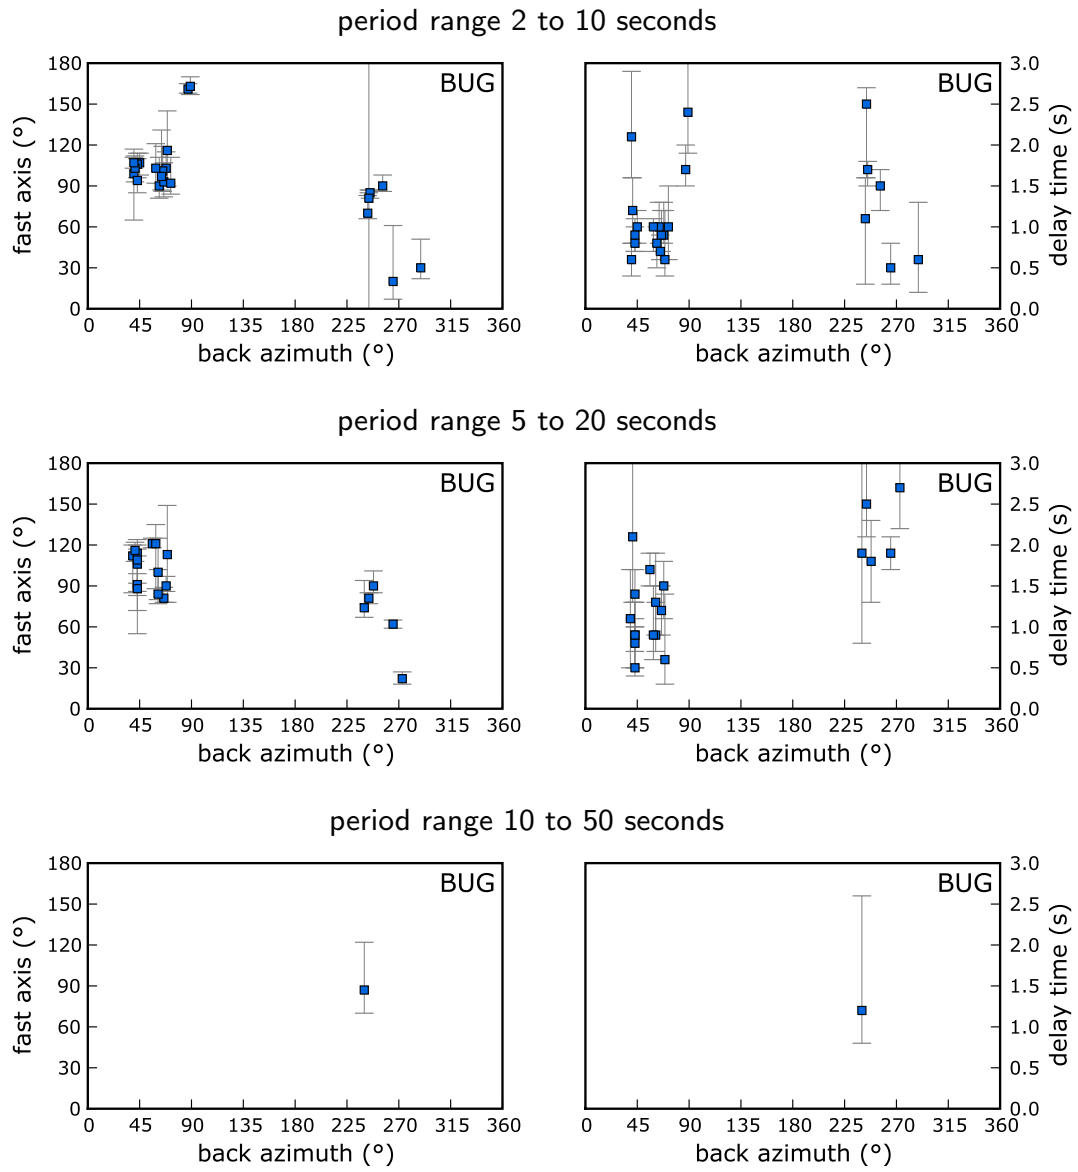 period range 2 to 10 seconds
180
150
120
90
60
30
0
fast axis (°)
BUG
0 45 90 135 180 225 270 315 360
back azimuth (°)
BUG
3.0
2.5
2.0
1.5
1.0
0.5
0.0
delay time (s)
0 45 90 135 180 225 270 315 360
back azimuth (°)
period range 5 to 20 seconds
180
150
120
90
60
30
0
fast axis (°)
BUG
0 45 90 135 180 225 270 315 360
back azimuth (°)
BUG
3.0
2.5
2.0
1.5
1.0
0.5
0.0
delay time (s)
0 45 90 135 180 225 270 315 360
back azimuth (°)
period range 10 to 50 seconds
180
150
120
90
60
30
0
fast axis (°)
BUG
0 45 90 135 180 225 270 315 360
back azimuth (°)
BUG
3.0
2.5
2.0
1.5
1.0
0.5
0.0
delay time (s)
0 45 90 135 180 225 270 315 360
back azimuth (°)